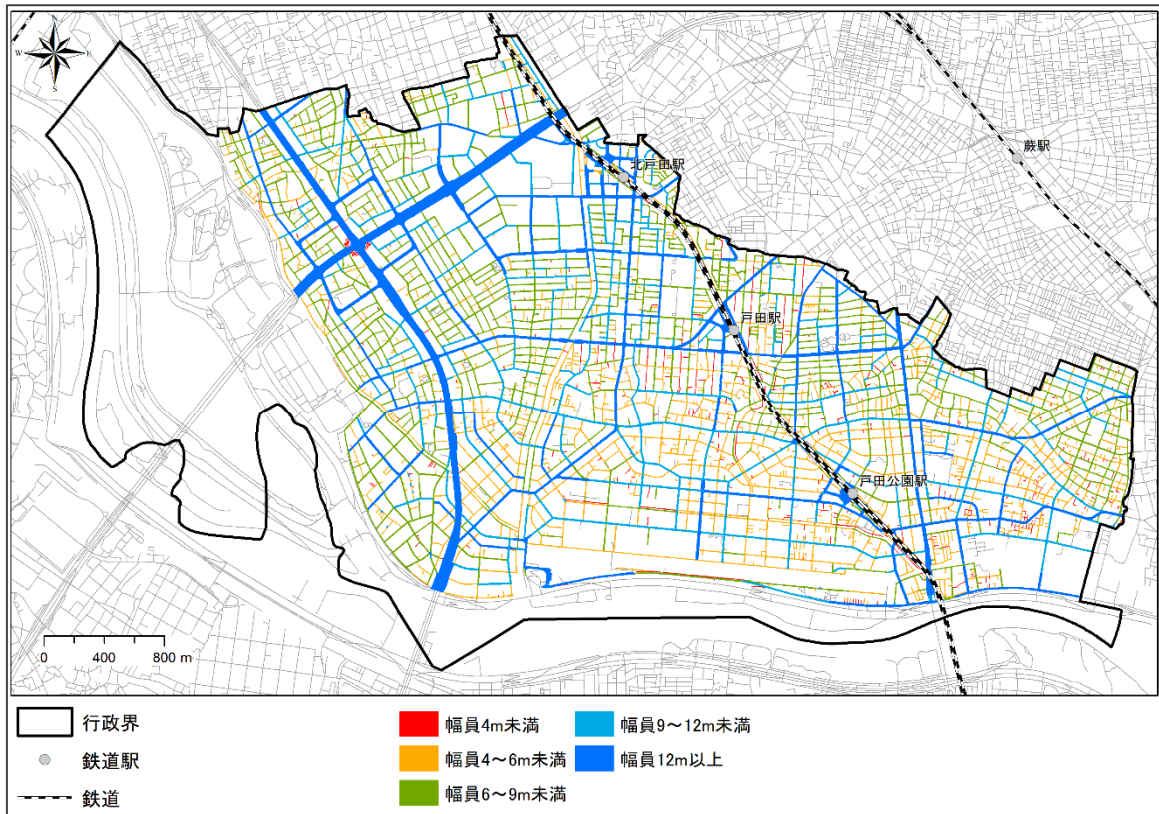 N
W
E
S
蕨駅
北戸田駅
戸田駅
戸田公園駅
0 400 800 m
行政界
鉄道駅
鉄道
幅員4m未満
幅員4～6m未満
幅員6～9m未満
幅員9～12m未満
幅員12m以上